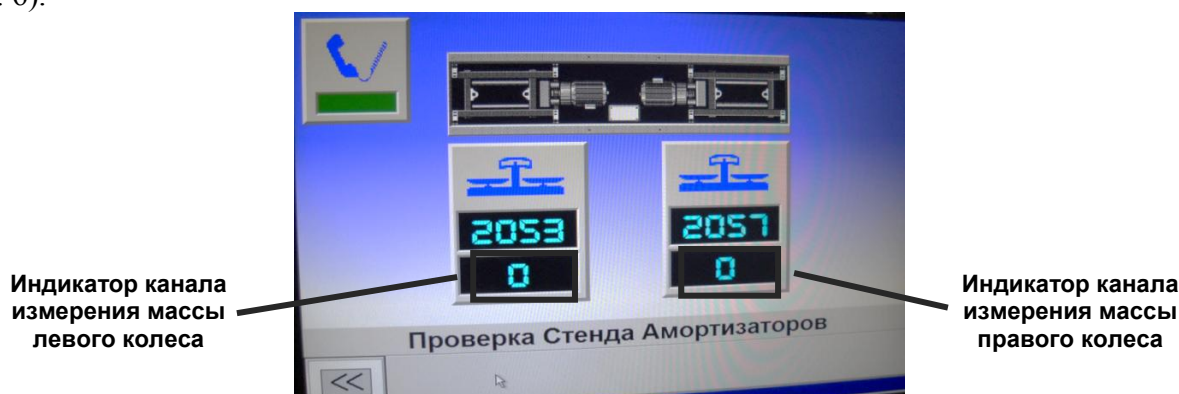 . 6).
2053
2057
0
0
Индикатор канала
измерения массы
левого колеса
Индикатор канала
измерения массы
правого колеса
Проверка Стенда Амортизаторов
<<